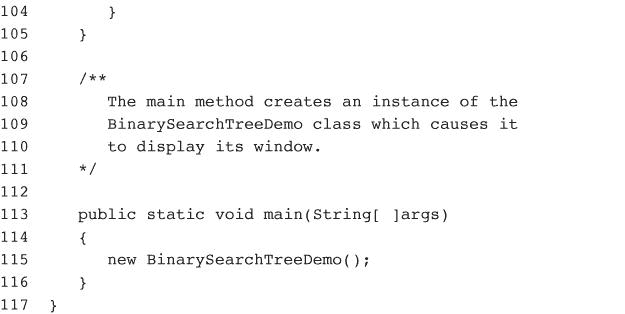 104        }
105     }
106
107     /**
108        The main method creates an instance of the
109        BinarySearchTreeDemo class which causes it
110        to display its window.
111     */
112
113     public static void main(String[ ]args)
114     {
115        new BinarySearchTreeDemo();
116     }
117  }